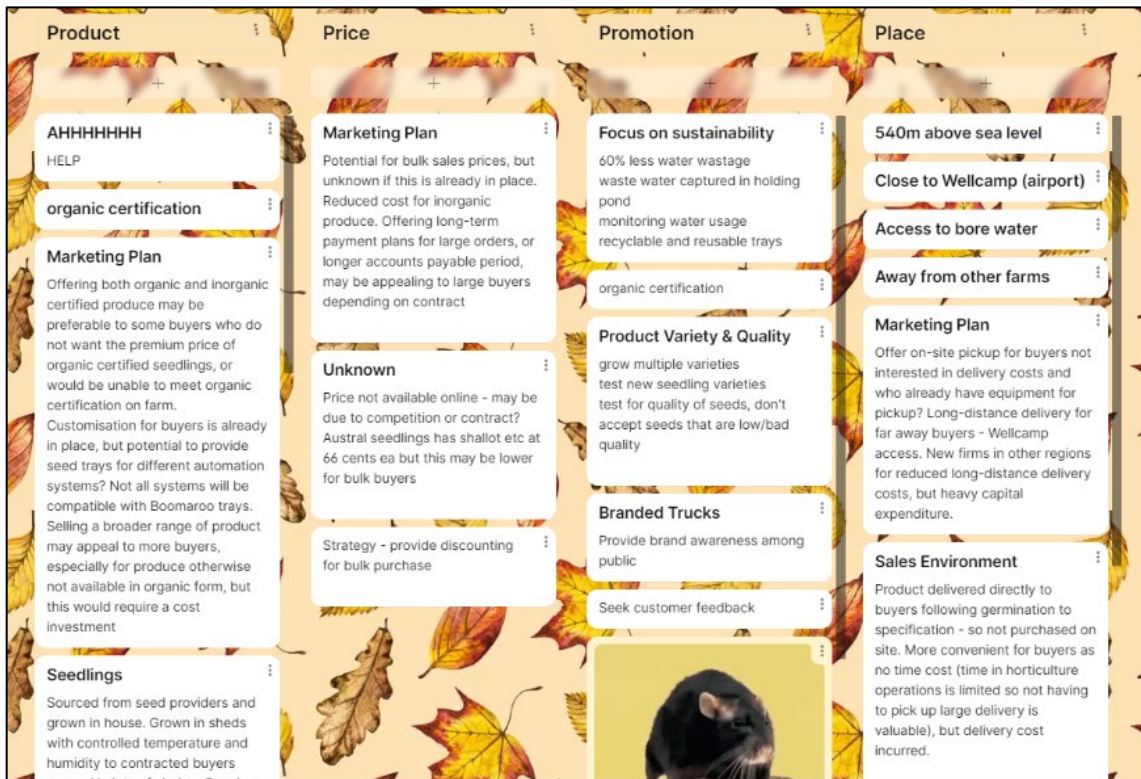 Product
AHHHHHHH
HELP
organic certification
Marketing Plan
Offering both organic and inorganic
certified produce may be
preferable to some buyers who do
not want the premium price of
organic certified seedlings, or
would be unable to meet organic
certification on farm.
Customisation for buyers is already
in place, but potential to provide
seed trays for different automation
systems? Not all systems will be
compatible with Boomaroo trays.
Selling a broader range of product
may appeal to more buyers,
especially for produce otherwise
not available in organic form, but
this would require a cost
investment
Seedlings
Sourced from seed providers and
grown in house. Grown in sheds
with controlled temperature and
humidity to contracted buyers
Price
Marketing Plan
Potential for bulk sales prices, but
unknown if this is already in place.
Reduced cost for inorganic
produce. Offering long-term
payment plans for large orders, or
longer accounts payable period,
may be appealing to large buyers
depending on contract
Unknown
Price not available online - may be
due to competition or contract?
Austral seedlings has shallot etc at
66 cents ea but this may be lower
for bulk buyers
Strategy - provide discounting
for bulk purchase
Promotion
Focus on sustainability
60% less water wastage
waste water captured in holding
pond
monitoring water usage
recyclable and reusable trays
organic certification
Product Variety & Quality
grow multiple varieties
test new seedling varieties
test for quality of seeds, don't
accept seeds that are low/bad
quality
Branded Trucks
Provide brand awareness among
public
Seek customer feedback
Place
540m above sea level
Close to Wellcamp (airport)
Access to bore water
Away from other farms
Marketing Plan
Offer on-site pickup for buyers not
interested in delivery costs and
who already have equipment for
pickup? Long-distance delivery for
far away buyers - Wellcamp
access. New firms in other regions
for reduced long-distance delivery
costs, but heavy capital
expenditure.
Sales Environment
Product delivered directly to
buyers following germination to
specification - so not purchased on
site. More convenient for buyers as
no time cost (time in horticulture
operations is limited so not having
to pick up large delivery is
valuable), but delivery cost
incurred.